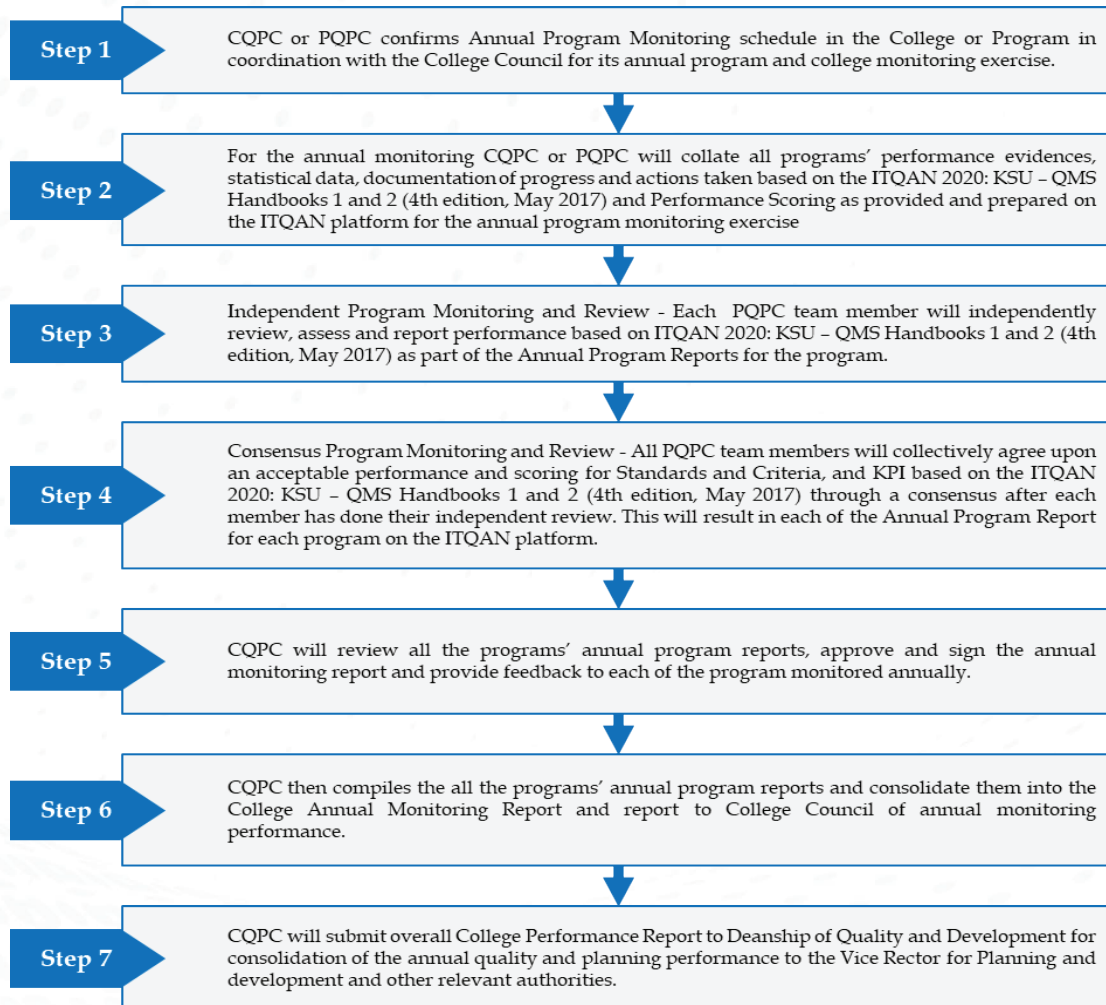 Step 1
CQPC or PQPC confirms Annual Program Monitoring schedule in the College or Program in
coordination with the College Council for its annual program and college monitoring exercise.
Step 2
For the annual monitoring CQPC or PQPC will collate all programs’ performance evidences,
statistical data, documentation of progress and actions taken based on the ITQAN 2020: KSU – QMS
Handbooks 1 and 2 (4th edition, May 2017) and Performance Scoring as provided and prepared on
the ITQAN platform for the annual program monitoring exercise
Step 3
Independent Program Monitoring and Review - Each PQPC team member will independently
review, assess and report performance based on ITQAN 2020: KSU – QMS Handbooks 1 and 2 (4th
edition, May 2017) as part of the Annual Program Reports for the program.
Step 4
Consensus Program Monitoring and Review - All PQPC team members will collectively agree upon
an acceptable performance and scoring for Standards and Criteria, and KPI based on the ITQAN
2020: KSU – QMS Handbooks 1 and 2 (4th edition, May 2017) through a consensus after each
member has done their independent review. This will result in each of the Annual Program Report
for each program on the ITQAN platform.
Step 5
CQPC will review all the programs’ annual program reports, approve and sign the annual
monitoring report and provide feedback to each of the program monitored annually.
Step 6
CQPC then compiles the all the programs’ annual program reports and consolidate them into the
College Annual Monitoring Report and report to College Council of annual monitoring
performance.
Step 7
CQPC will submit overall College Performance Report to Deanship of Quality and Development for
consolidation of the annual quality and planning performance to the Vice Rector for Planning and
development and other relevant authorities.